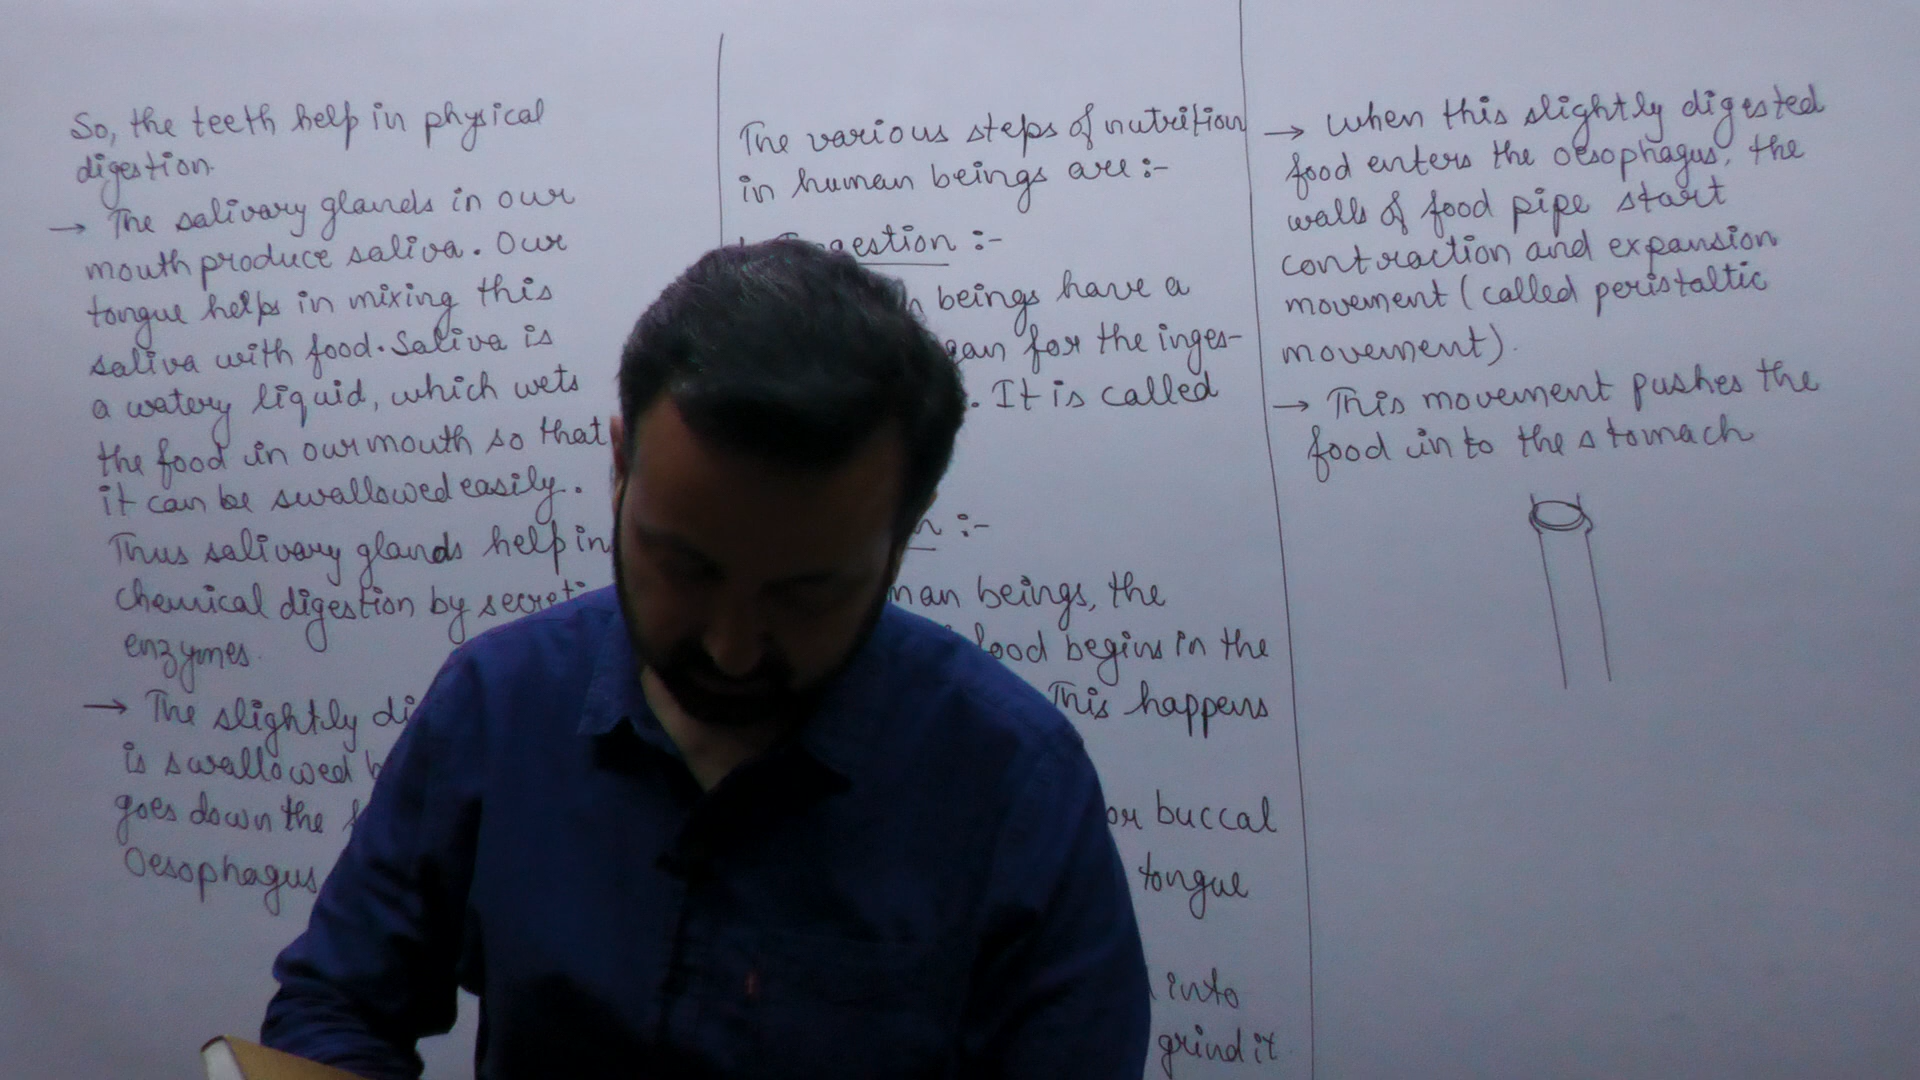 So, the teeth help in physical
digestion.
→ The salivary glands in our
mouth produce saliva. Our
tongue helps in mixing this
saliva with food. Saliva is
a watery liquid, which wets
the food in our mouth so that
it can be swallowed easily.
Thus salivary glands help in
chemical digestion by
enzymes.
→ The slightly
is swallowed
goes down the
Oesophagus
The various steps of nutrition
in human beings are :-
:-
beings have a
for the inges-
. It is called
:-
beings, the
food begins in the
This happens
or buccal
tongue
into
grind it
→ when this slightly digested
food enters the oesophagus, the
walls of food pipe start
contraction and expansion
movement (called peristaltic
movement).
→ This movement pushes the
food in to the stomach